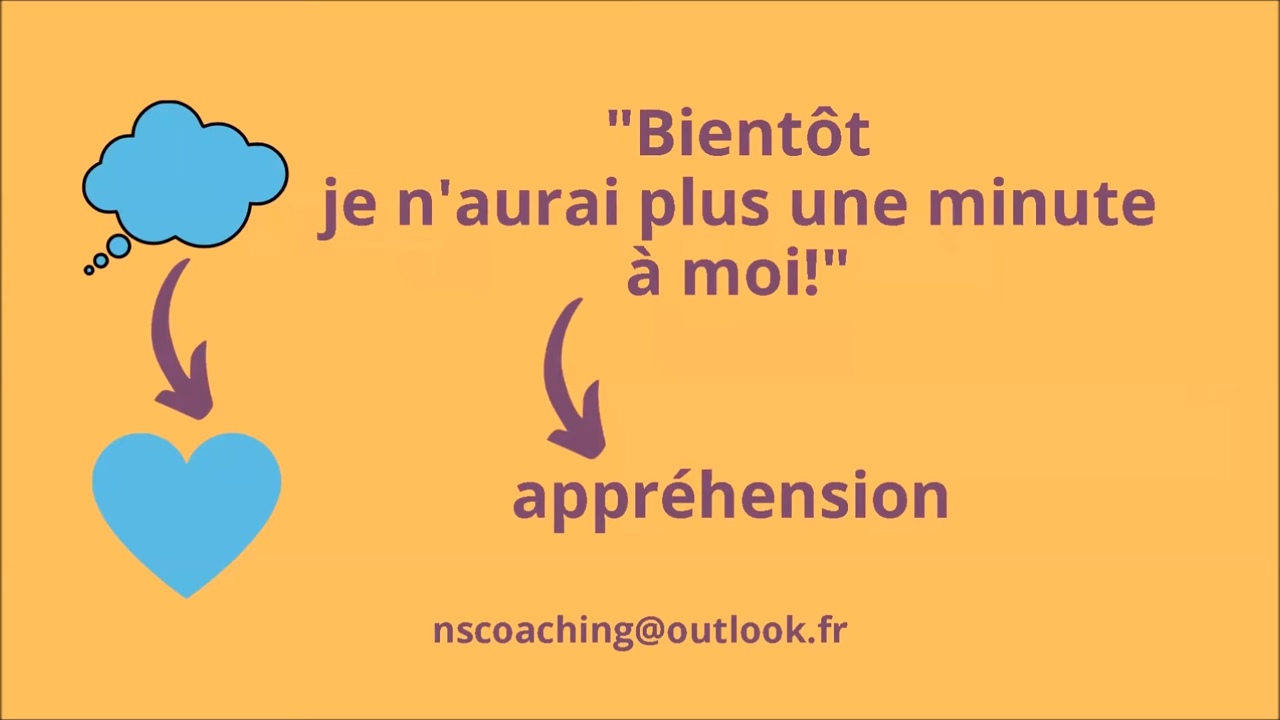 "Bientôt
je n'aurai plus une minute
à moi!"
appréhension
nscoaching@outlook.fr